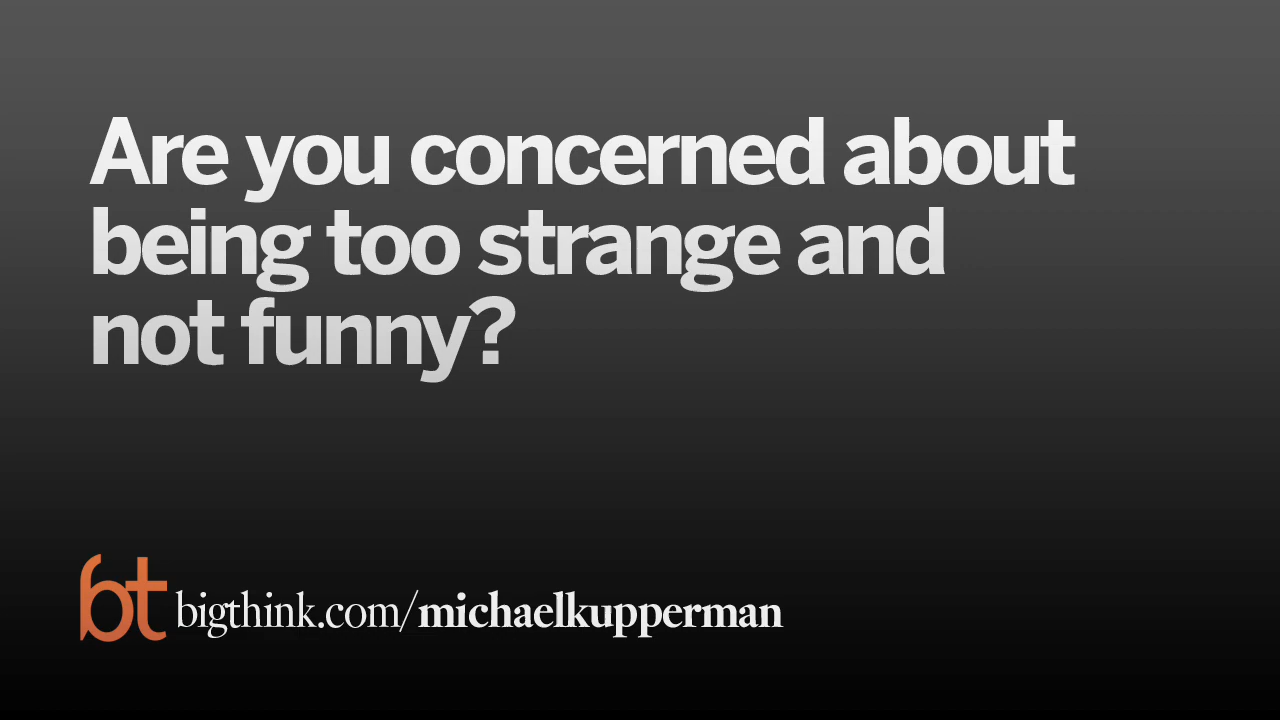 Are you concerned about
being too strange and
not funny?
bt bigthink.com/michaelkupperman